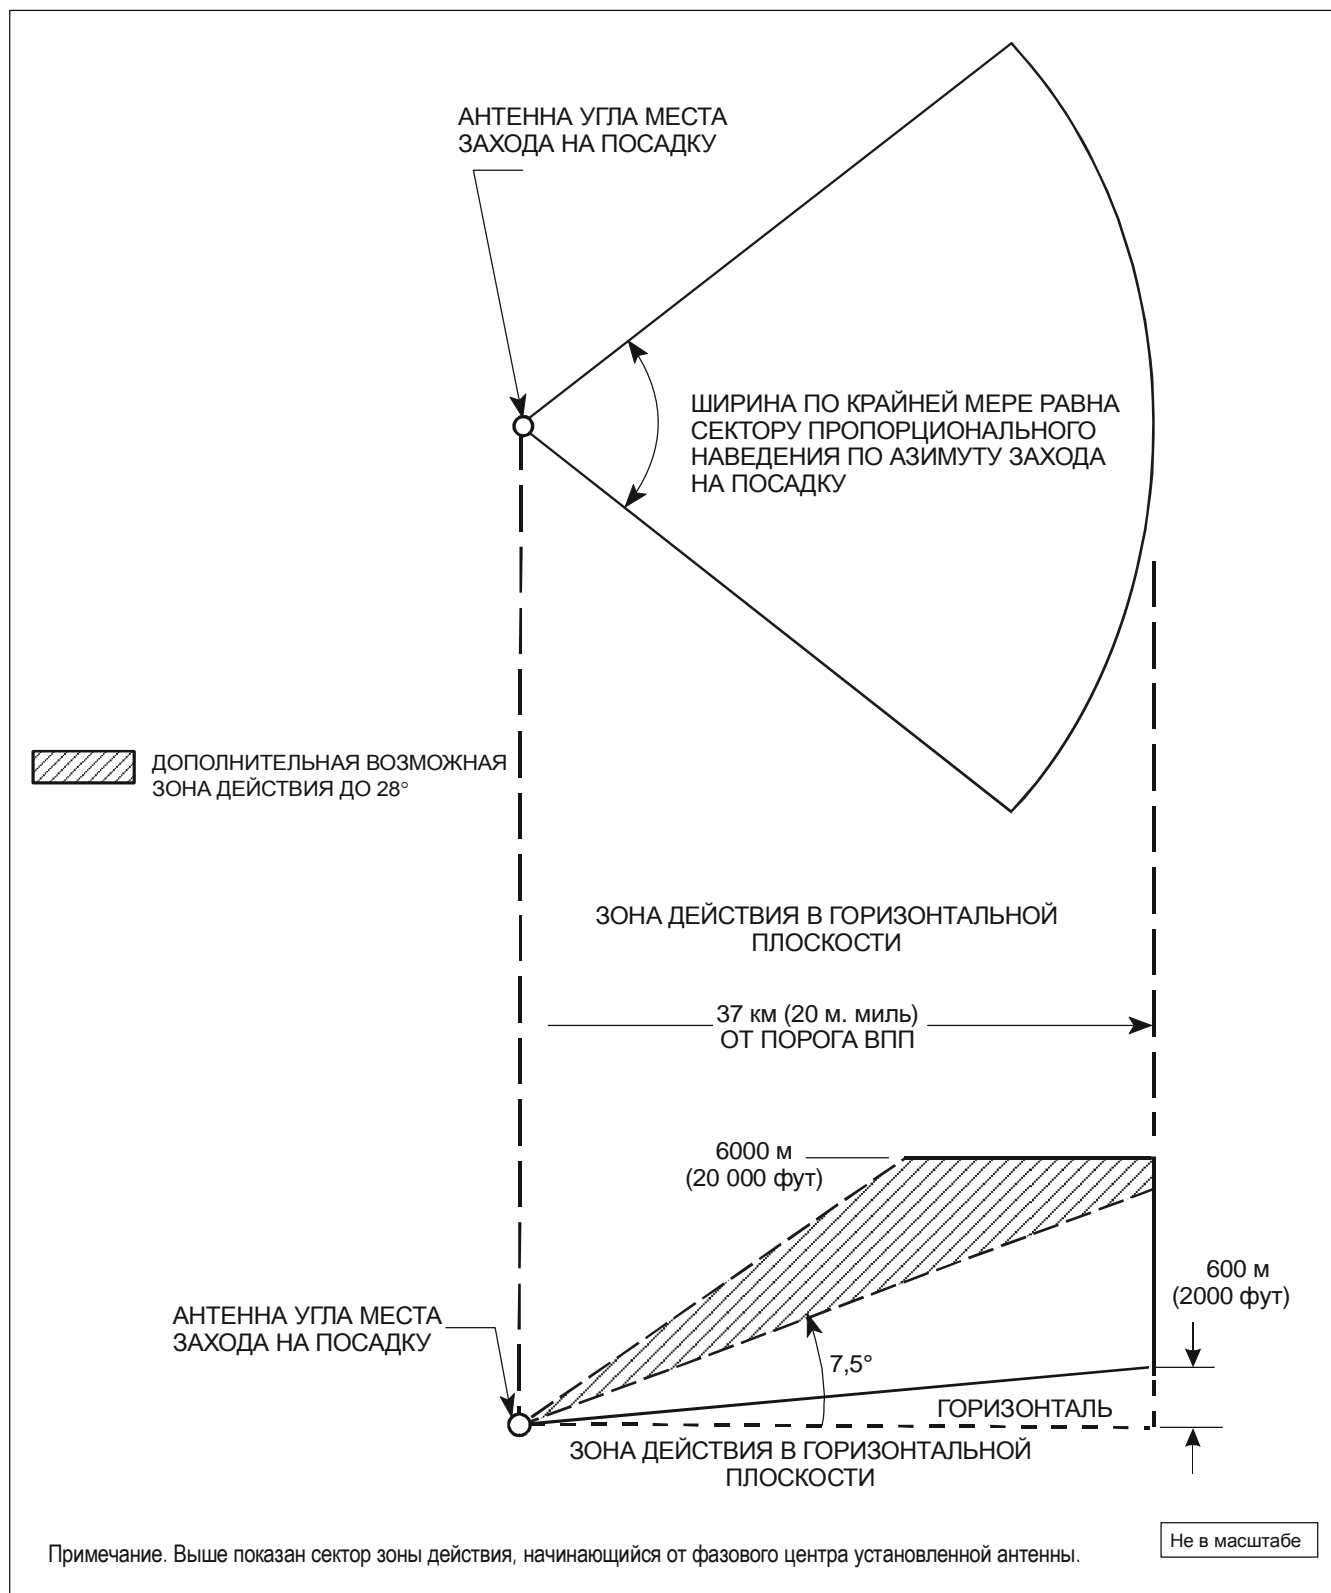 АНТЕННА УГЛА МЕСТА
ЗАХОДА НА ПОСАДКУ
ШИРИНА ПО КРАЙНЕЙ МЕРЕ РАВНА
СЕКТОРУ ПРОПОРЦИОНАЛЬНОГО
НАВЕДЕНИЯ ПО АЗИМУТУ ЗАХОДА
НА ПОСАДКУ
ДОПОЛНИТЕЛЬНАЯ ВОЗМОЖНАЯ
ЗОНА ДЕЙСТВИЯ ДО 28°
ЗОНА ДЕЙСТВИЯ В ГОРИЗОНТАЛЬНОЙ
ПЛОСКОСТИ
37 км (20 м. миль)
ОТ ПОРОГА ВПП
6000 м
(20 000 фут)
600 м
(2000 фут)
АНТЕННА УГЛА МЕСТА
ЗАХОДА НА ПОСАДКУ
7,5°
ГОРИЗОНТАЛЬ
ЗОНА ДЕЙСТВИЯ В ГОРИЗОНТАЛЬНОЙ
ПЛОСКОСТИ
Не в масштабе
Примечание. Выше показан сектор зоны действия, начинающийся от фазового центра установленной антенны.